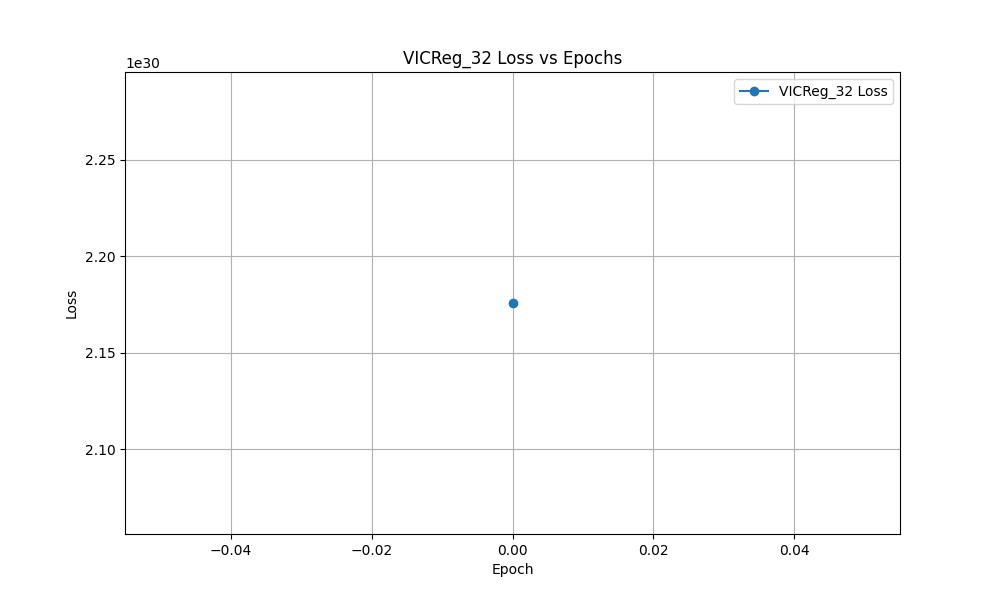 VICReg_32 Loss vs Epochs
1e30
VICReg_32 Loss
2.25
2.20
2.15
2.10
Loss
−0.04
−0.02
0.00
0.02
0.04
Epoch